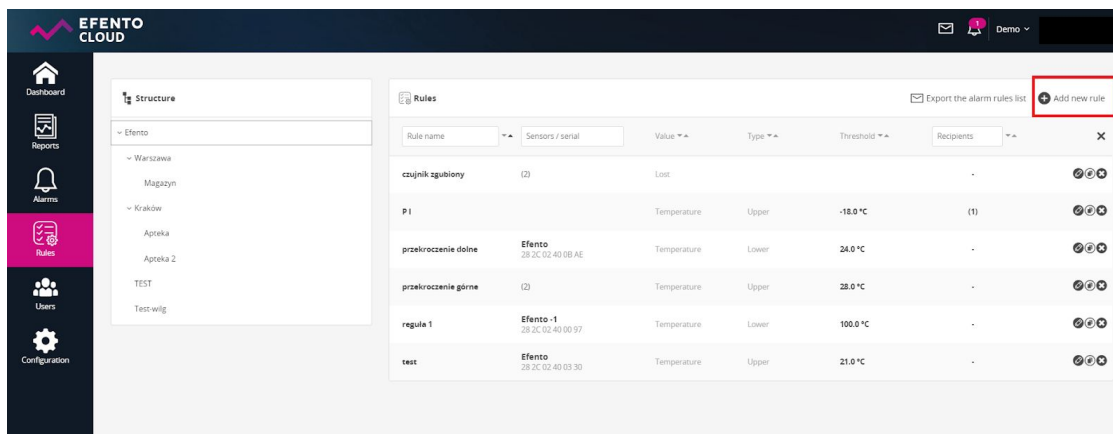 EFENTO
CLOUD
1
Demo
Dashboard
Reports
Alarms
Rules
Users
Configuration
Structure
Efento
Warszawa
Magazyn
Kraków
Apteka
Apteka 2
TEST
Test-wilg
Rules
Export the alarm rules list
Add new rule
Rule name Sensors / serial Value Type Threshold Recipients
czujnik zgubiony (2) Lost -
P I Temperature Upper -18.0 °C (1)
przekroczenie dolne Efento Temperature Lower 24.0 °C -
28 2C 02 40 0B AE
przekroczenie górne (2) Temperature Upper 28.0 °C -
reguła 1 Efento -1 Temperature Lower 100.0 °C -
28 2C 02 40 00 97
test Efento Temperature Upper 21.0 °C -
28 2C 02 40 03 30